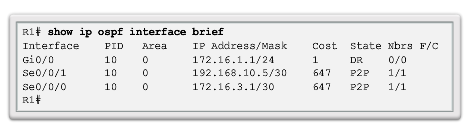 R1# show ip ospf interface brief
Interface PID Area IP Address/Mask Cost State Nbrs F/C
Gi0/0 10 0 172.16.1.1/24 1 DR 0/0
Se0/0/1 10 0 192.168.10.5/30 647 P2P 1/1
Se0/0/0 10 0 172.16.3.1/30 647 P2P 1/1
R1#